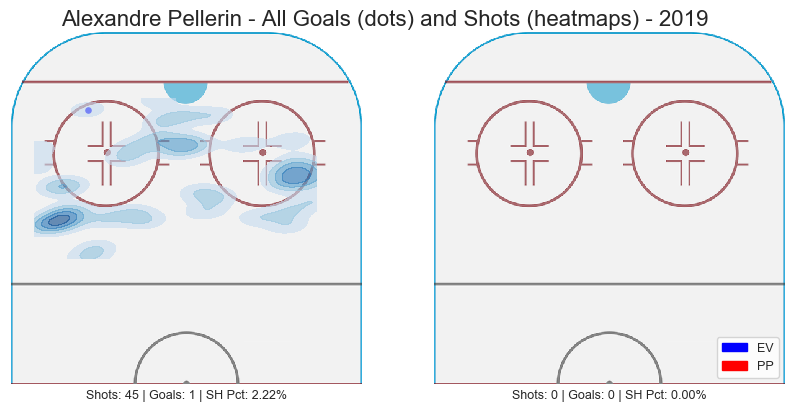 Alexandre Pellerin - All Goals (dots) and Shots (heatmaps) - 2019
EV
PP
Shots: 45 | Goals: 1 | SH Pct: 2.22%
Shots: 0 | Goals: 0 | SH Pct: 0.00%